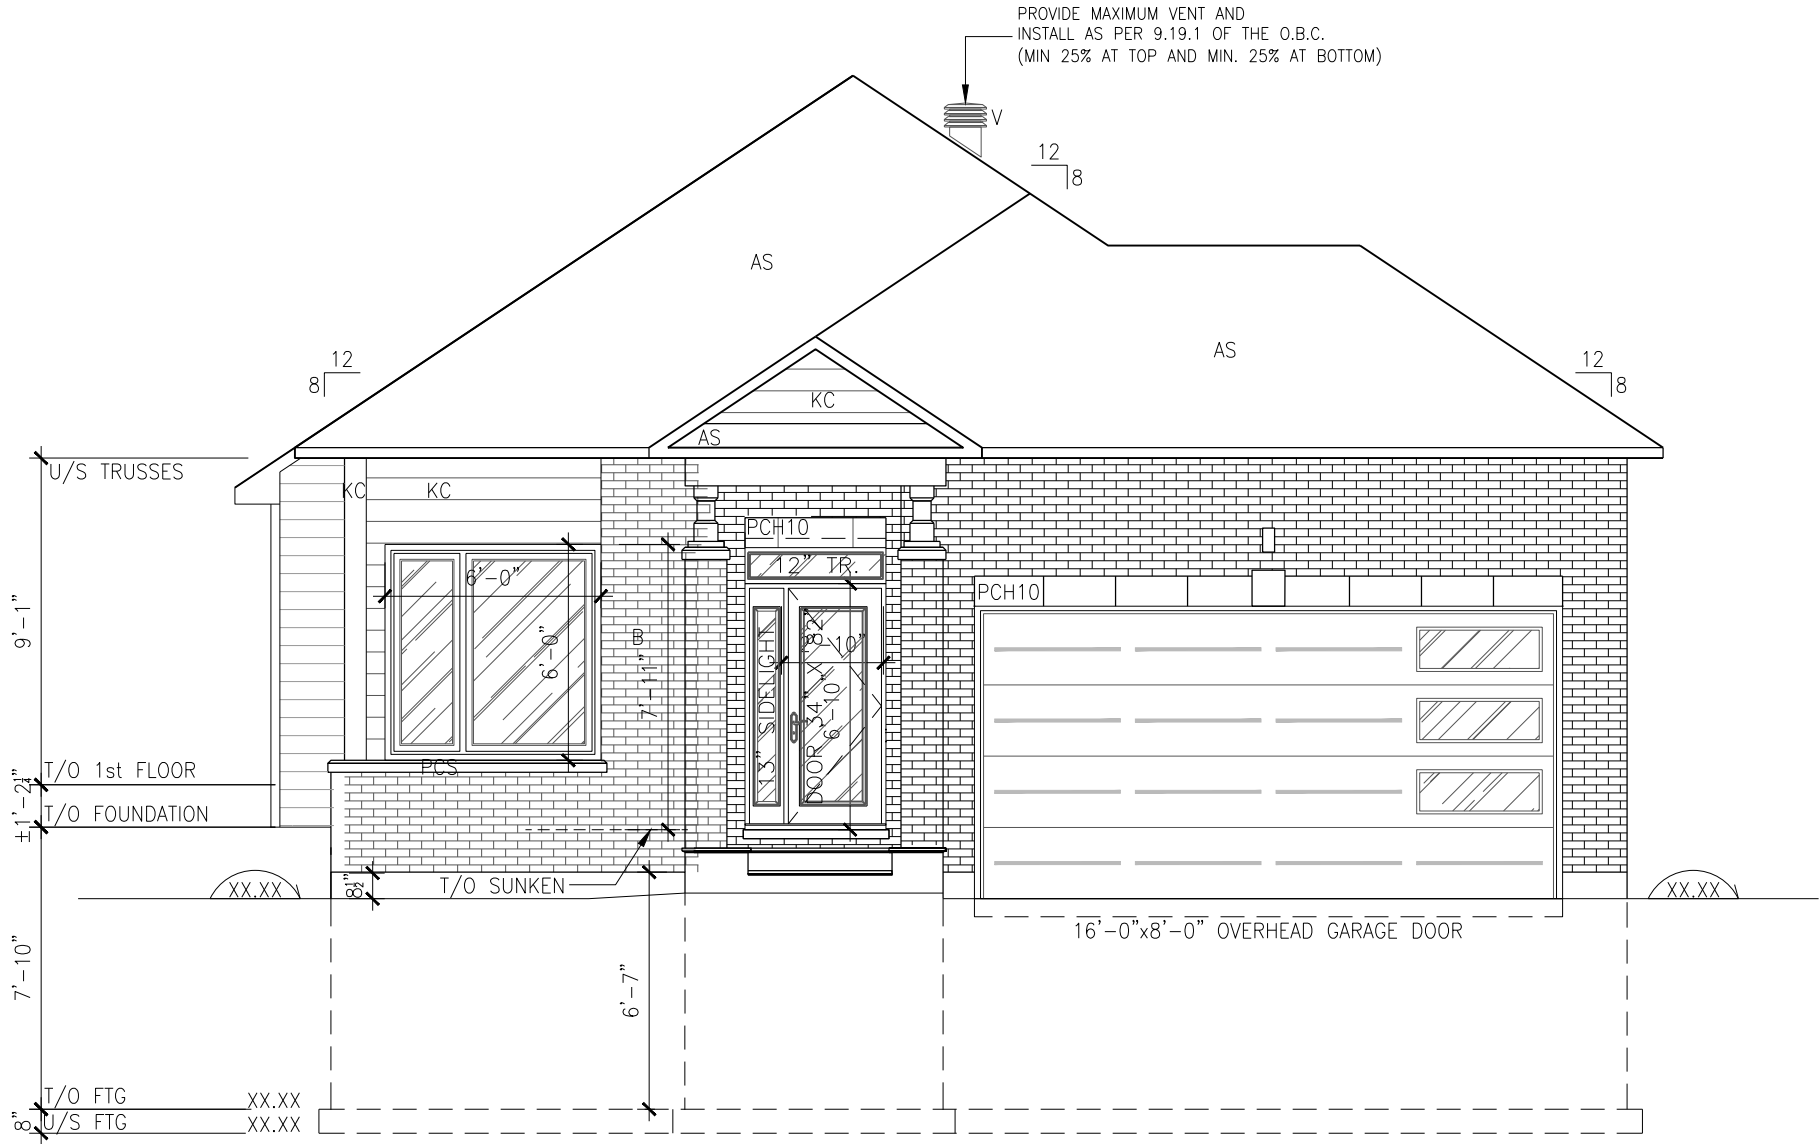 PROVIDE MAXIMUM VENT AND
INSTALL AS PER 9.19.1 OF THE O.B.C.
(MIN 25% AT TOP AND MIN. 25% AT BOTTOM)
V
12
8
AS
12
8
AS
12
8
KC
AS
U/S TRUSSES
KC
KC
PCH10
12" TR.
6'-0"
PCH10
9'-1"
6'-0"
B
7'-11"
13" SIDELIGHT
DOOR 34" X 82"
6'-10"
PCS
T/O 1st FLOOR
±1'-2¼"
T/O FOUNDATION
T/O SUNKEN
8½"
XX.XX
XX.XX
16'-0"x8'-0" OVERHEAD GARAGE DOOR
7'-10"
6'-7"
T/O FTG XX.XX
8"
U/S FTG XX.XX